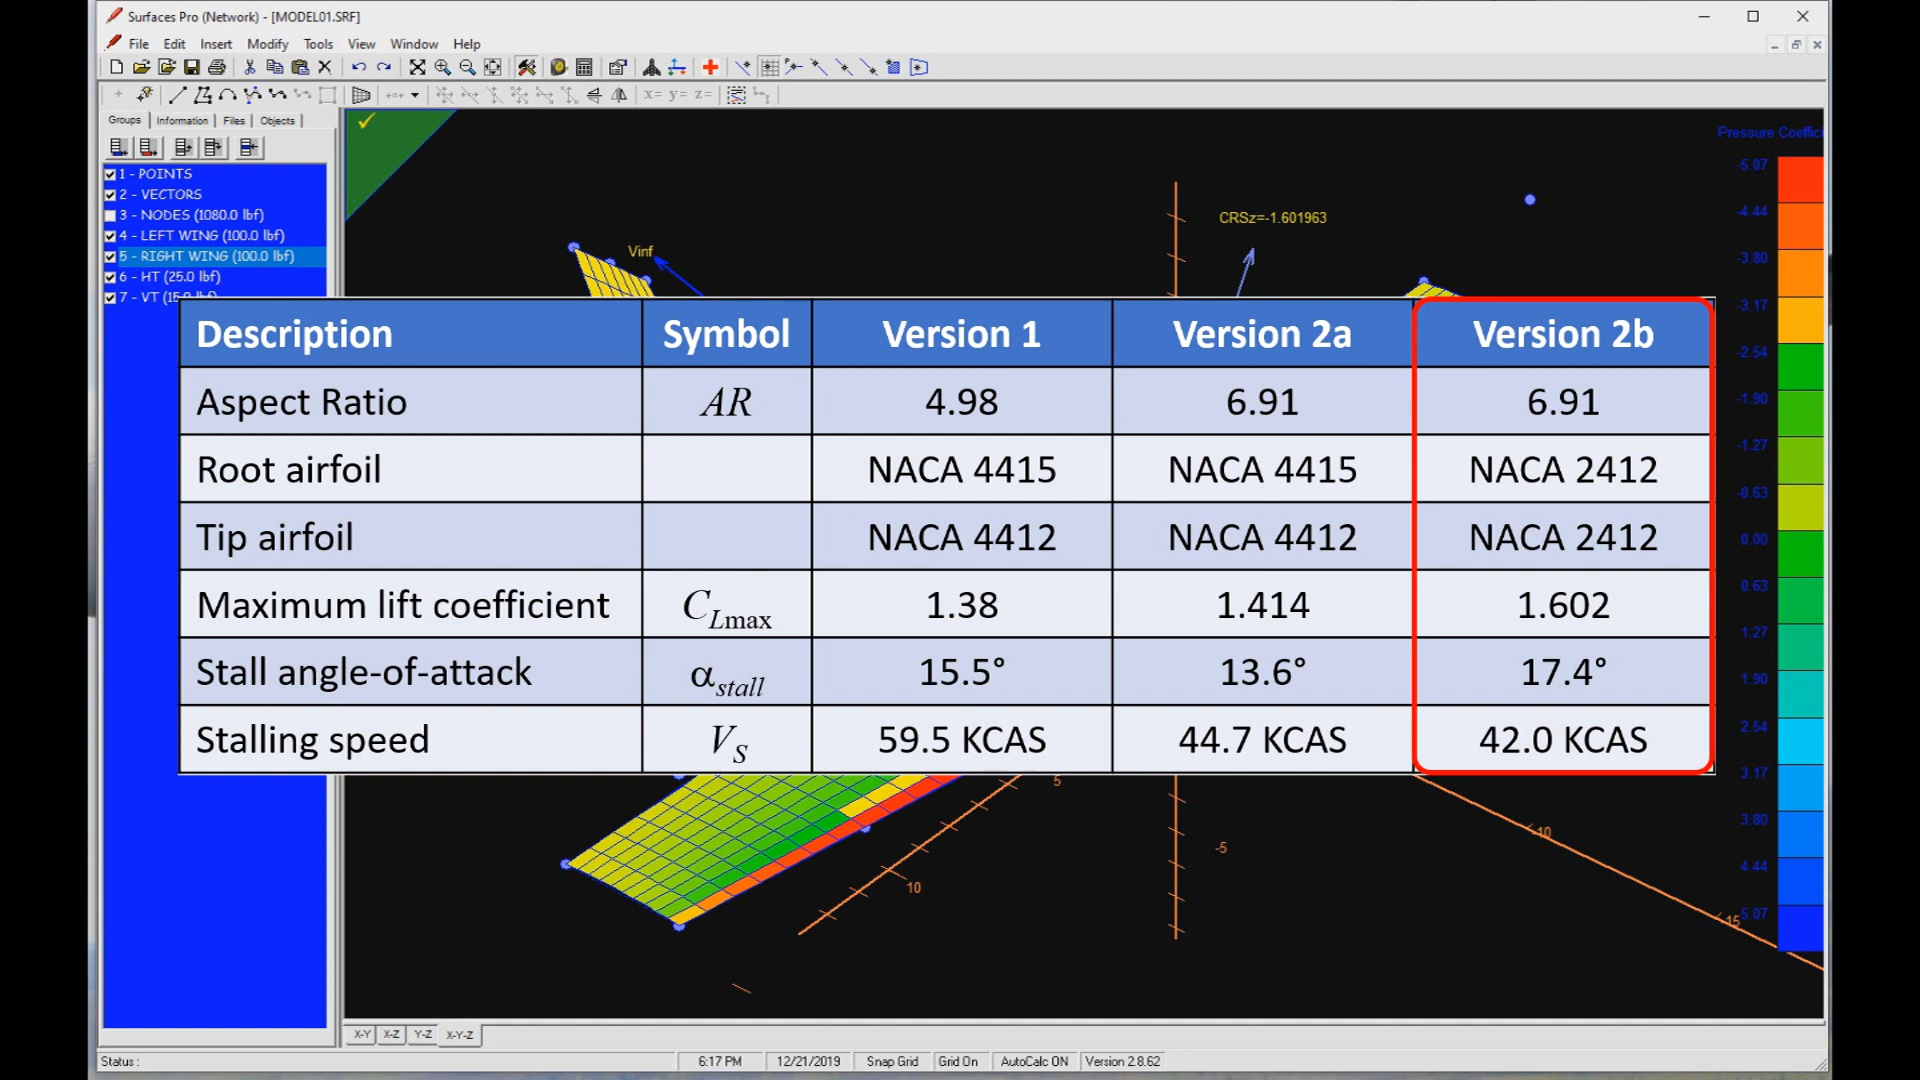 Surfaces Pro (Network) - [MODEL01.SRF]
File Edit Insert Modify Tools View Window Help
x= y= z=
Groups Information Files Objects
1 - POINTS
2 - VECTORS
3 - NODES (1080.0 lbf)
4 - LEFT WING (100.0 lbf)
5 - RIGHT WING (100.0 lbf)
6 - HT (25.0 lbf)
7 - VT (15.0 lbf)
Pressure Coeffic
CRSz=-1.601963
Vinf
Description Symbol Version 1 Version 2a Version 2b
Aspect Ratio AR 4.98 6.91 6.91
Root airfoil NACA 4415 NACA 4415 NACA 2412
Tip airfoil NACA 4412 NACA 4412 NACA 2412
Maximum lift coefficient CLmax 1.38 1.414 1.602
Stall angle-of-attack αstall 15.5° 13.6° 17.4°
Stalling speed VS 59.5 KCAS 44.7 KCAS 42.0 KCAS
-5.07
-4.44
-3.80
-3.17
-2.54
-1.90
-1.27
-0.63
0.00
0.63
1.27
1.90
2.54
3.17
3.80
4.44
5.07
5
10
-5
-10
-15
X-Y X-Z Y-Z X-Y-Z
Status : 6:17 PM 12/21/2019 Snap Grid Grid On AutoCalc ON Version 2.8.62